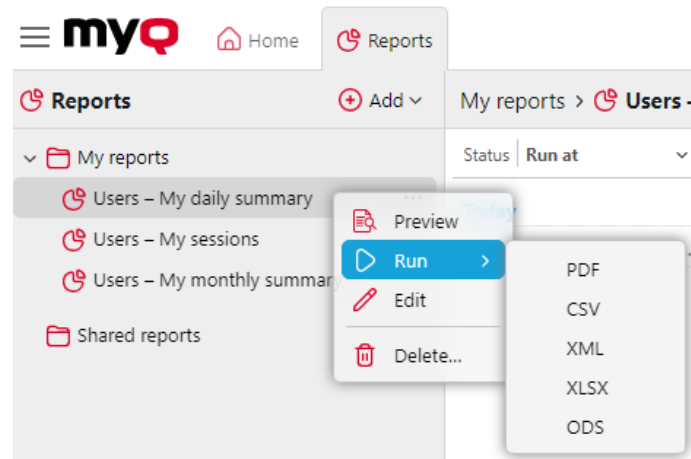 myQ
Home
Reports
Reports
Add
My reports > Users –
My reports
Status
Run at
Users – My daily summary
Today
Users – My sessions
Users – My monthly summary
Shared reports
Preview
Run
Edit
Delete...
PDF
CSV
XML
XLSX
ODS